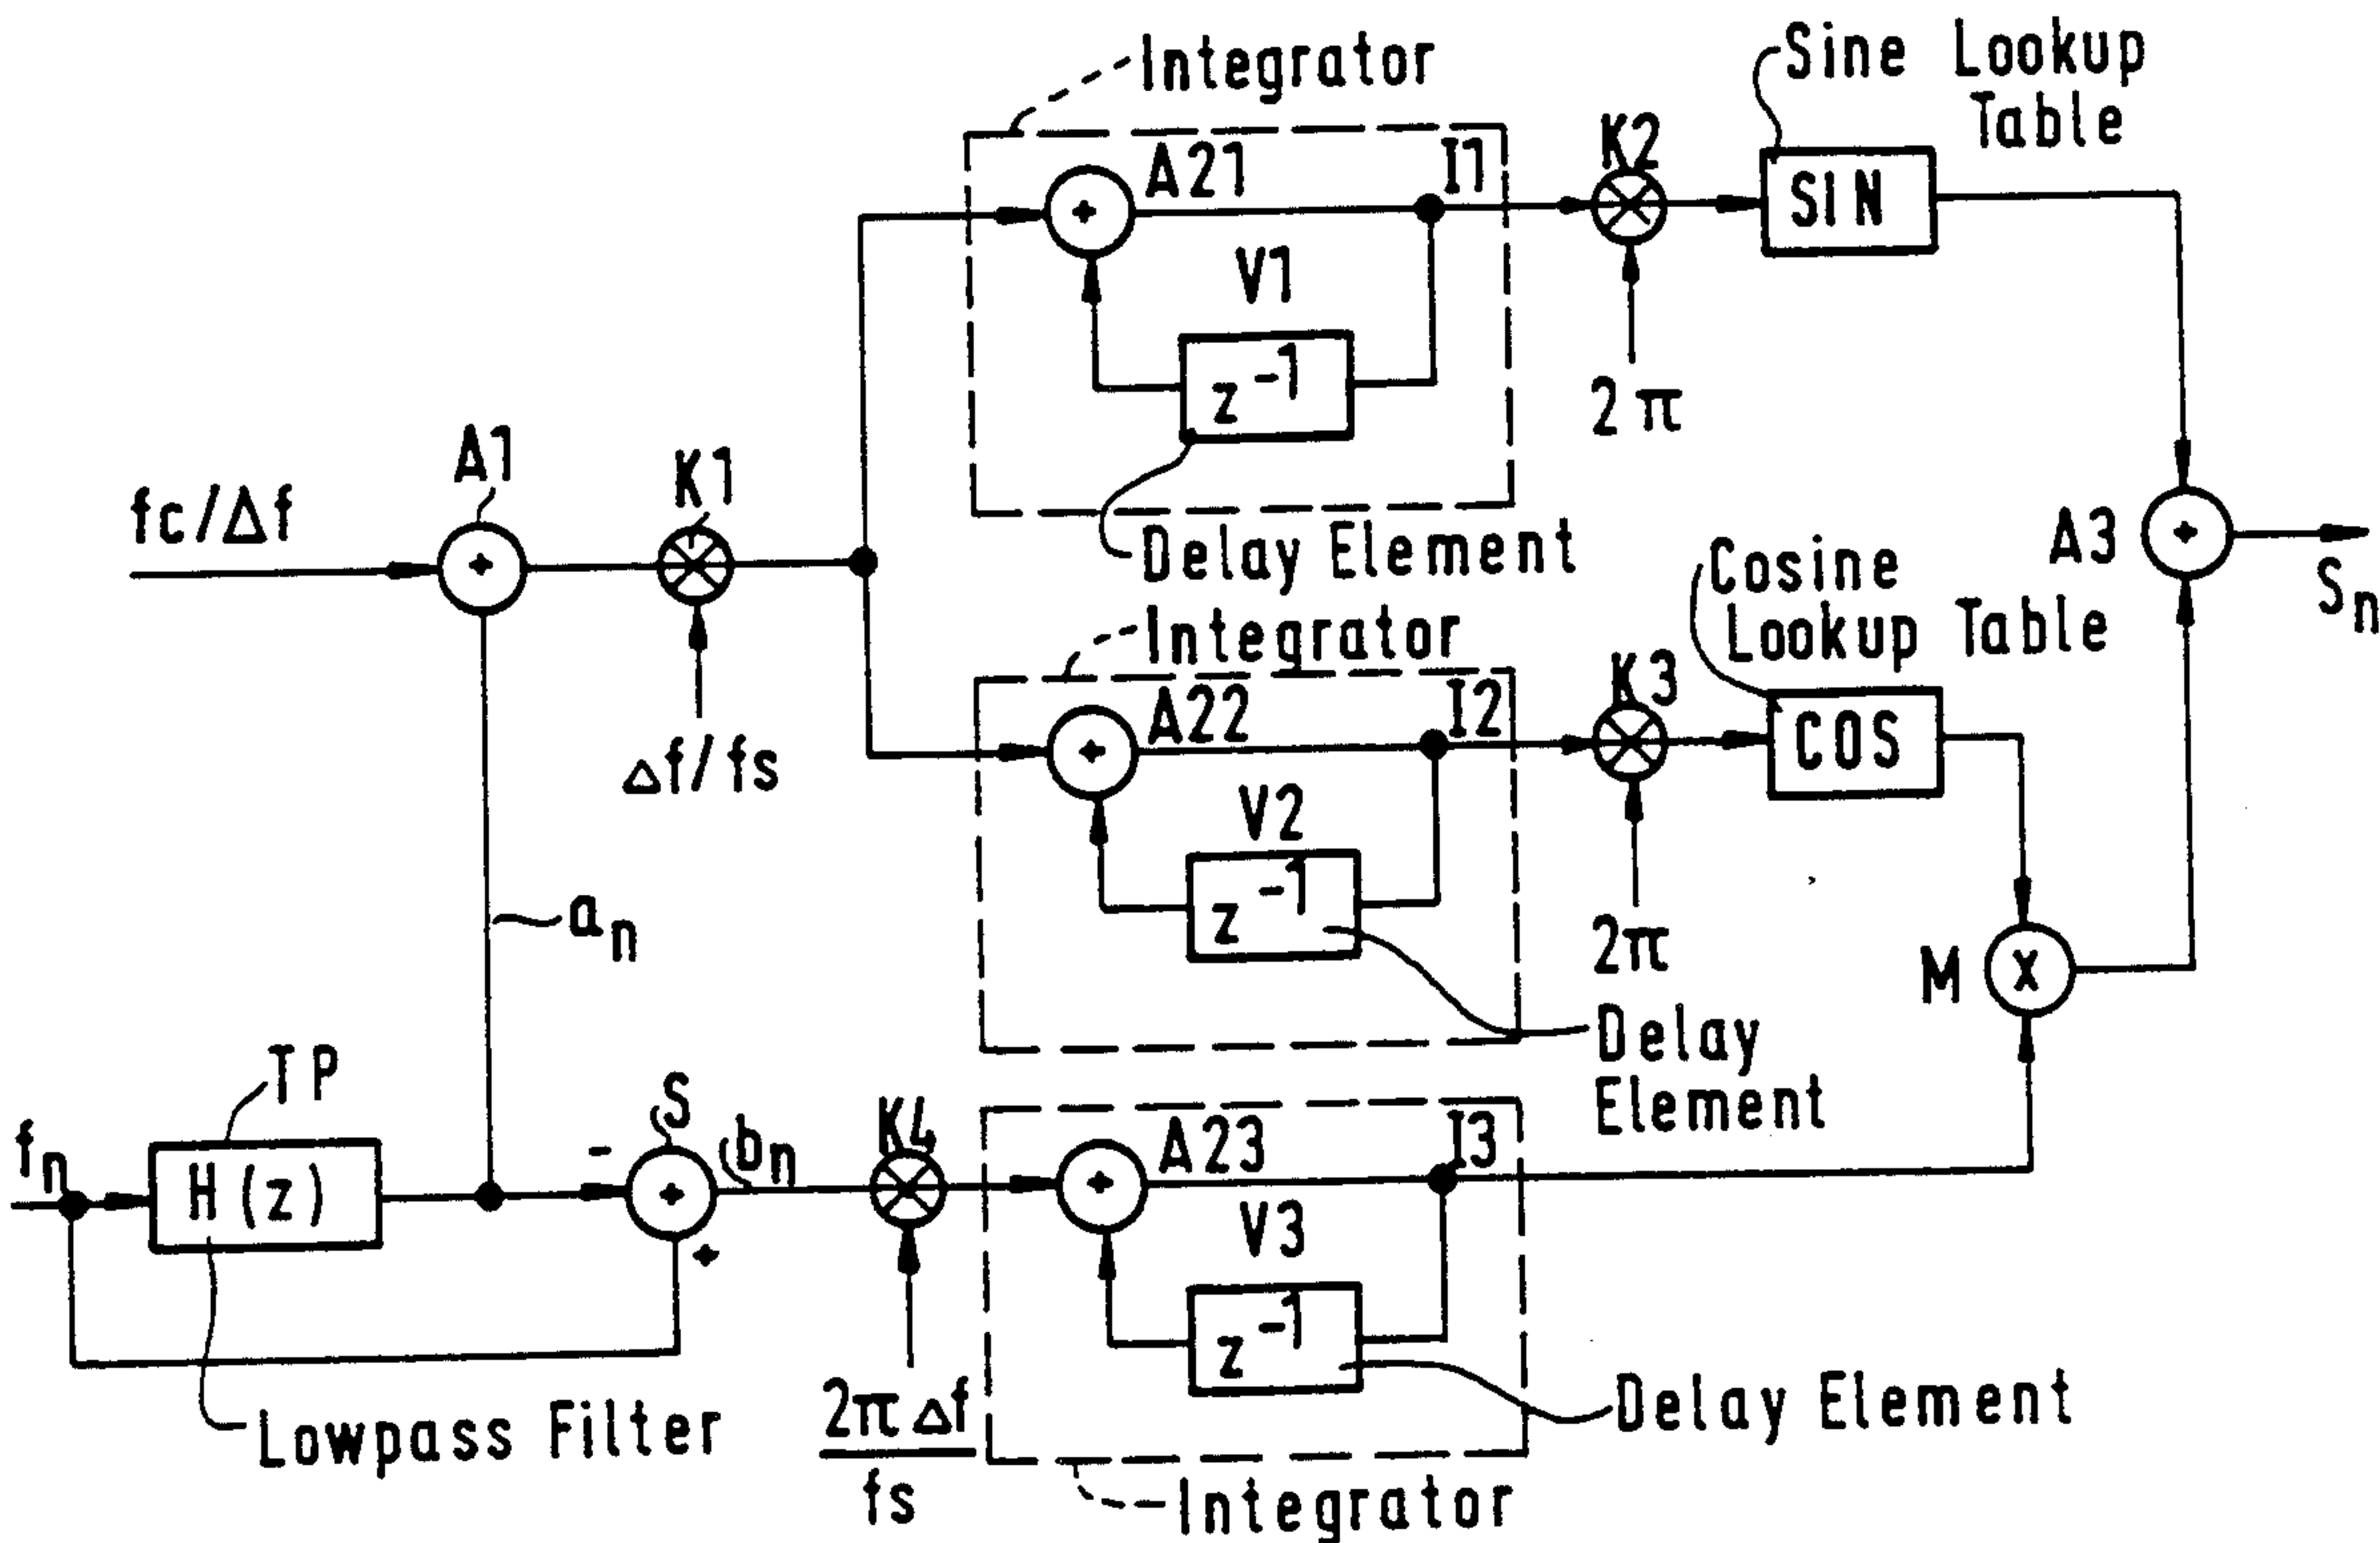 Integrator
Sine Lookup
Table
A21
I1
K2
SIN
V1
z⁻¹
2π
A1
K1
fc/Δf
Delay Element
A3
Sₙ
Cosine
Lookup Table
Integrator
A22
I2
K3
COS
Δf/fs
V2
z⁻¹
aₙ
2π
M
X
Delay
Element
TP
S
fₙ
H(z)
-
bₙ
K4
A23
I3
+
V3
z⁻¹
2πΔf
fs
Lowpass Filter
Delay Element
Integrator